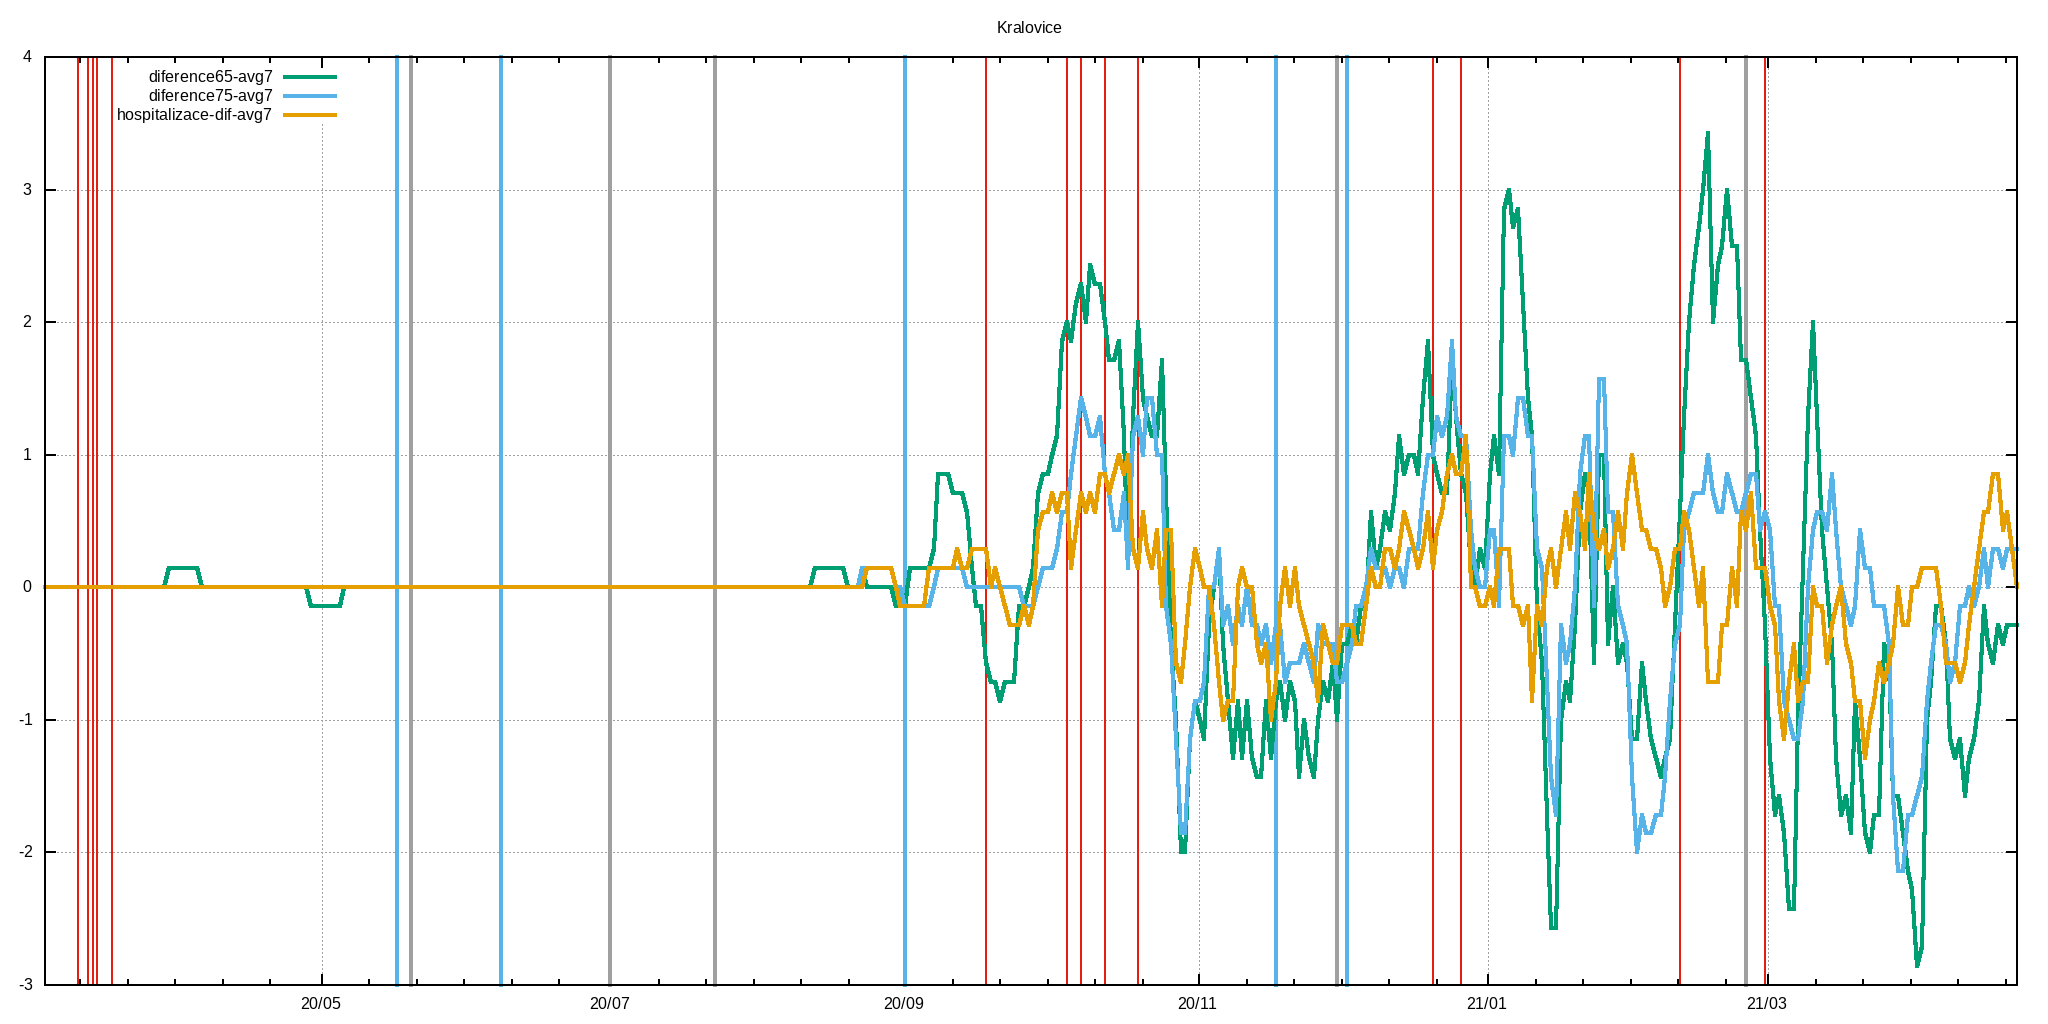 Kralovice
4
diference65-avg7
diference75-avg7
hospitalizace-dif-avg7
3
2
1
0
-1
-2
-3
20/05 20/07 20/09 20/11 21/01 21/03